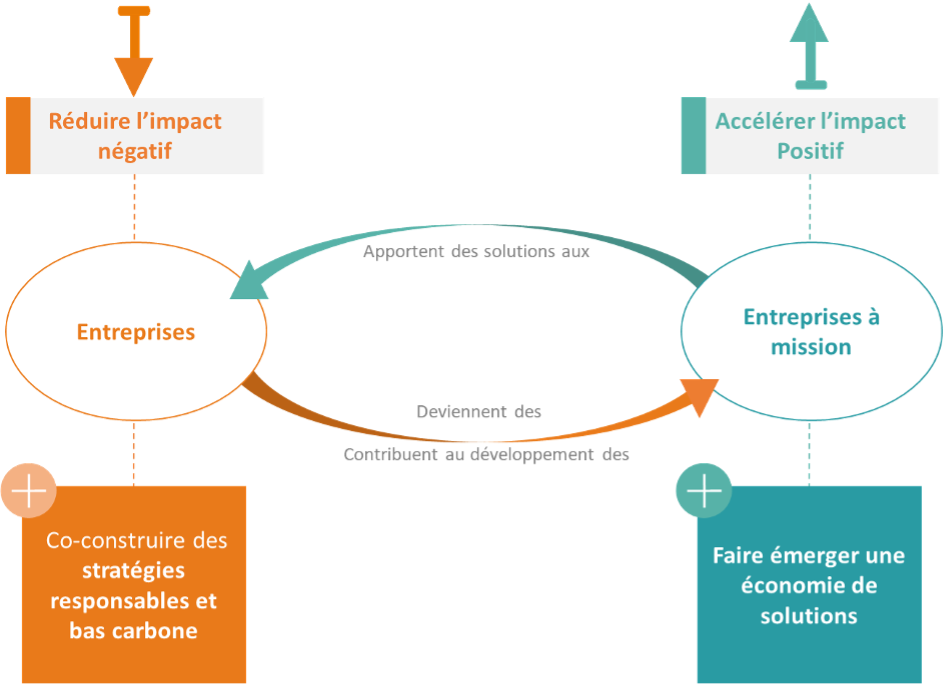 Réduire l’impact
négatif
Accélérer l’impact
Positif
Apportent des solutions aux
Entreprises
Entreprises à
mission
Deviennent des
Contribuent au développement des
Co-construire des
stratégies
responsables et
bas carbone
Faire émerger une
économie de
solutions